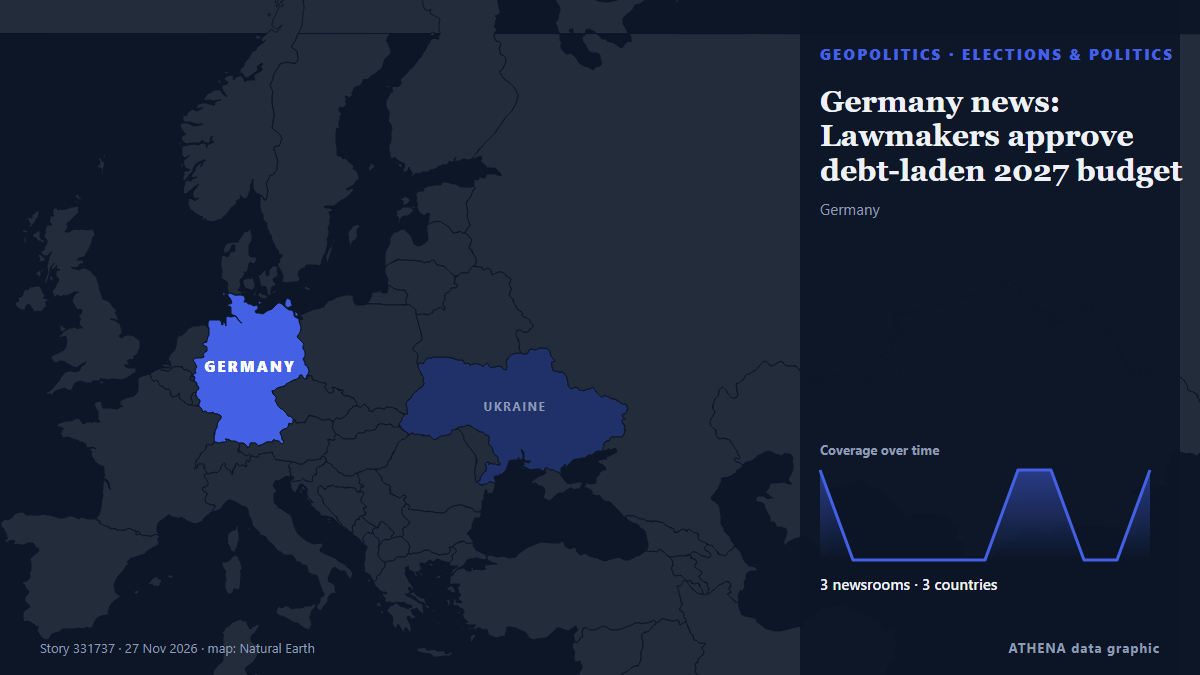 GEOPOLITICS · ELECTIONS & POLITICS
Germany news:
Lawmakers approve
debt-laden 2027 budget
Germany
GERMANY
UKRAINE
Coverage over time
3 newsrooms · 3 countries
Story 331737 · 27 Nov 2026 · map: Natural Earth
ATHENA data graphic